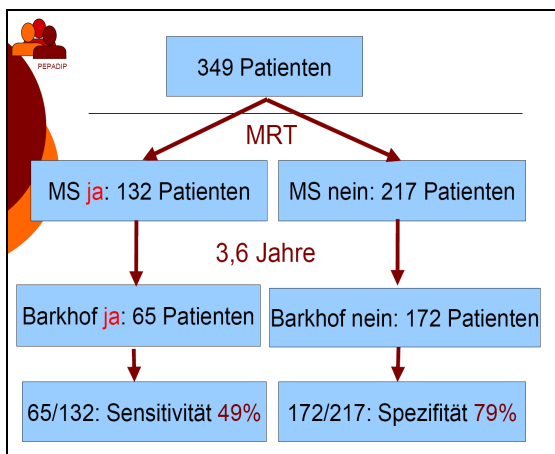 PEPADIP
349 Patienten
MRT
MS ja: 132 Patienten
MS nein: 217 Patienten
3,6 Jahre
Barkhof ja: 65 Patienten
Barkhof nein: 172 Patienten
65/132: Sensitivität 49%
172/217: Spezifität 79%